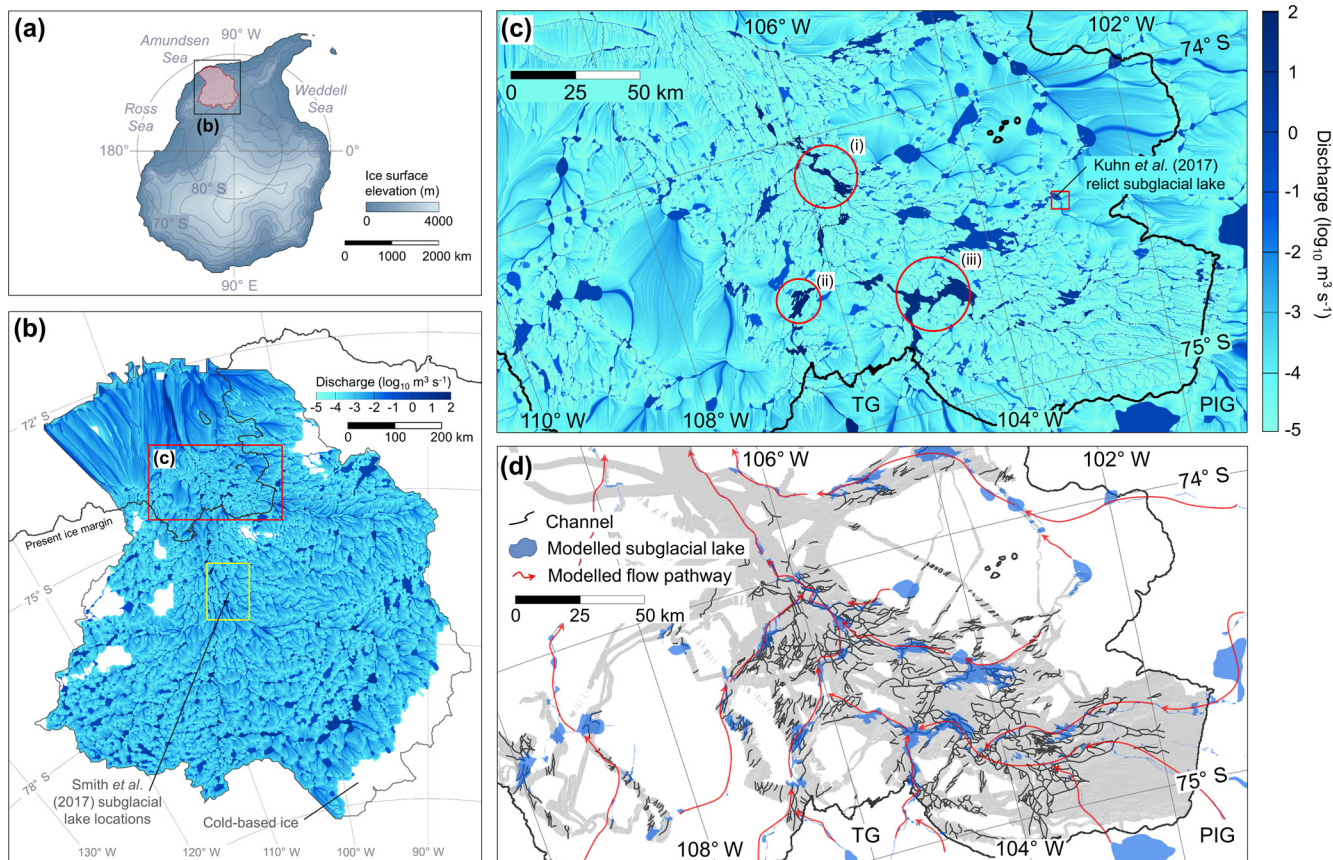 (a)
90° W
Amundsen
Sea
Weddell
Sea
Ross
Sea
(b)
180°
0°
80° S
70° S
90° E
Ice surface
elevation (m)
0 4000
0 1000 2000 km
(b)
Discharge (log10 m3 s-1)
-5 -4 -3 -2 -1 0 1 2
0 100 200 km
72° S
(c)
Present ice margin
75° S
78° S
Smith et al.
(2017) subglacial
lake locations
Cold-based ice
130° W 120° W 110° W 100° W 90° W
(c)
106° W
102° W
74° S
0 25 50 km
(i)
Kuhn et al. (2017)
relict subglacial lake
(ii)
(iii)
75° S
110° W
108° W
TG
104° W
PIG
2
1
0
-1
-2
-3
-4
-5
Discharge (log10 m3 s-1)
(d)
106° W
102° W
74° S
Channel
Modelled subglacial lake
Modelled flow pathway
0 25 50 km
75° S
108° W
TG
104° W
PIG